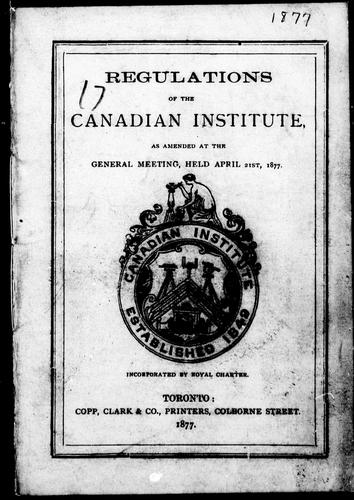 1877
17
REGULATIONS
OF THE
CANADIAN INSTITUTE,
AS AMENDED AT THE
GENERAL MEETING, HELD APRIL 21ST, 1877.
CANADIAN INSTITUTE
ESTABLISHED 1849
INCORPORATED BY ROYAL CHARTER.
TORONTO:
COPP, CLARK & CO., PRINTERS, COLBORNE STREET.
1877.